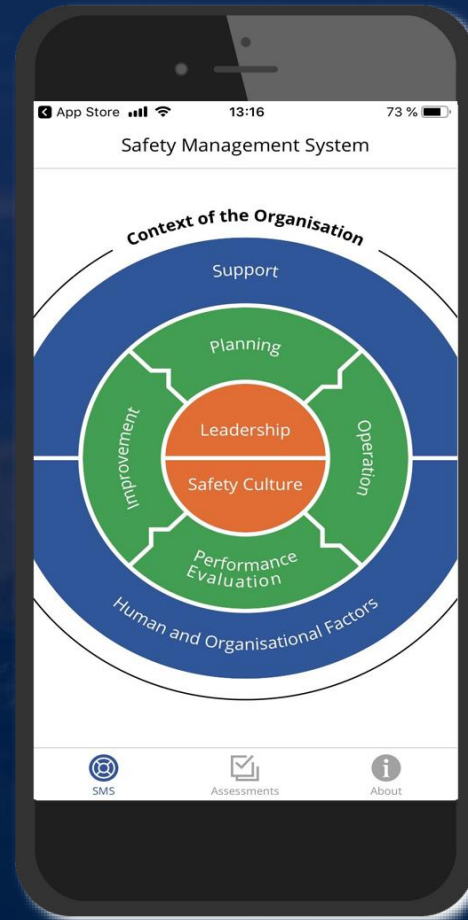 App Store 13:16 73 %
Safety Management System
Context of the Organisation
Support
Planning
Leadership
Improvement
Operation
Safety Culture
Performance
Evaluation
Human and Organisational Factors
SMS Assessments About